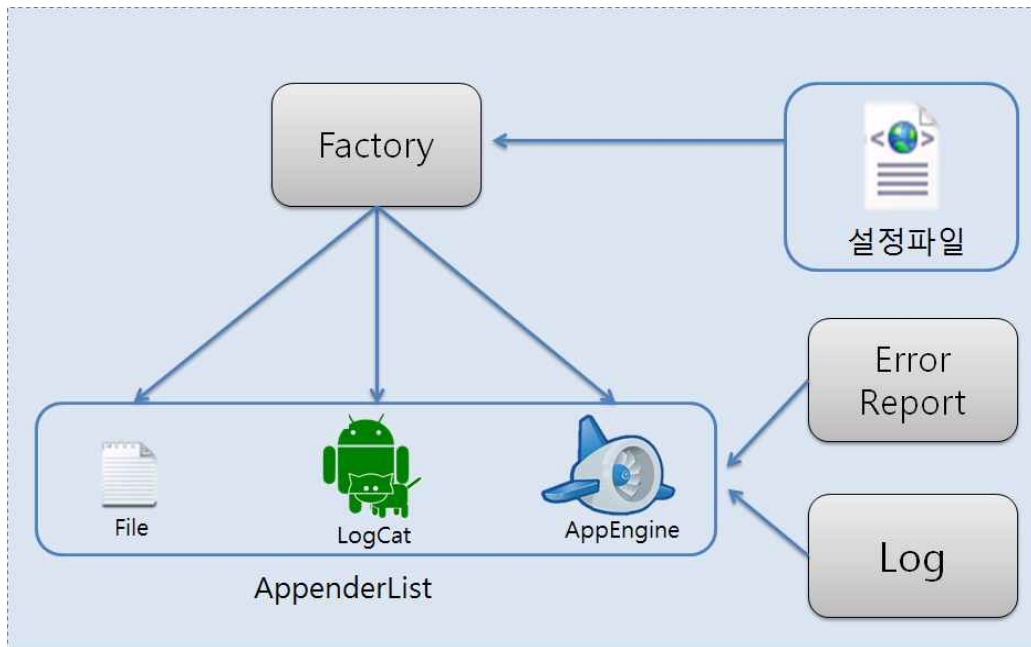 Factory
설정파일
Error
Report
File
LogCat
AppEngine
Log
AppenderList